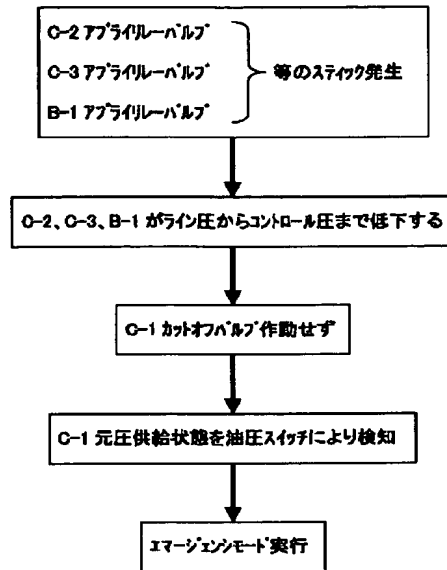 C-2 ｱﾌﾟﾗｲﾘﾚｰﾊﾞﾙﾌﾞ
C-3 ｱﾌﾟﾗｲﾘﾚｰﾊﾞﾙﾌﾞ
B-1 ｱﾌﾟﾗｲﾘﾚｰﾊﾞﾙﾌﾞ
等のｽﾃｨｯｸ発生
C-2、C-3、B-1 がﾗｲﾝ圧からｺﾝﾄﾛｰﾙ圧まで低下する
C-1 ｶｯﾄｵﾌﾊﾞﾙﾌﾞ作動せず
C-1 元圧供給状態を油圧ｽｲｯﾁにより検知
ｴﾏｰｼﾞｪﾝｼﾓｰﾄﾞ実行